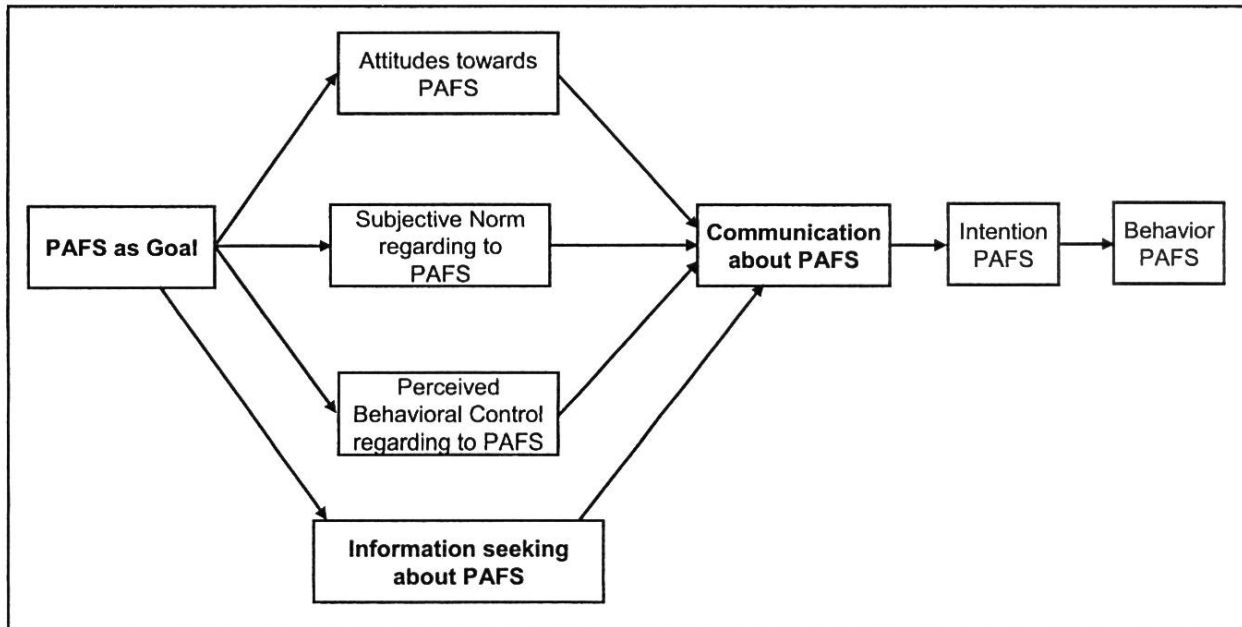 Attitudes towards
PAFS
PAFS as Goal
Subjective Norm
regarding to
PAFS
Communication
about PAFS
Intention
PAFS
Behavior
PAFS
Perceived
Behavioral Control
regarding to PAFS
Information seeking
about PAFS